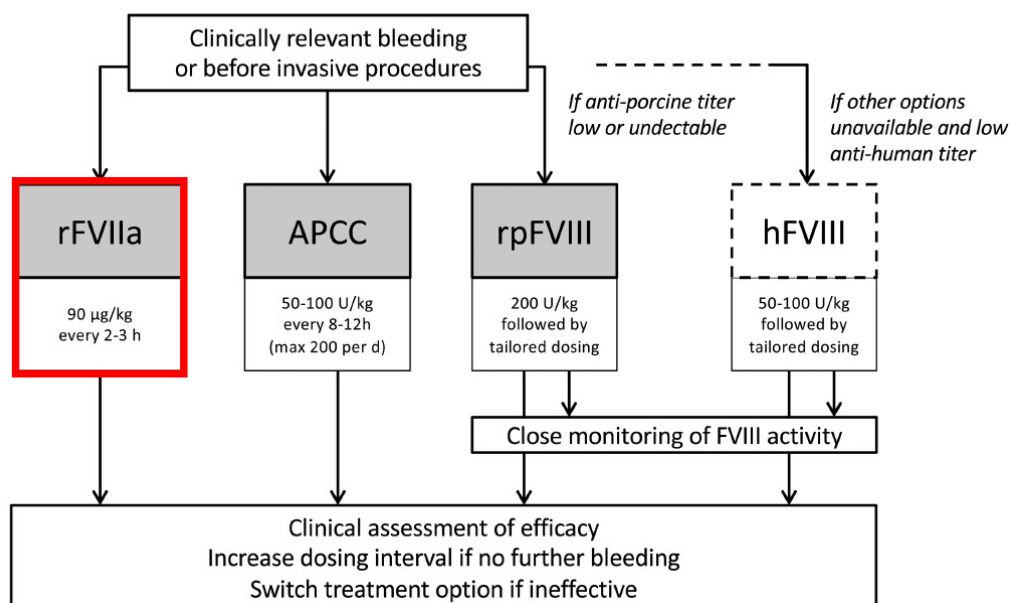 Clinically relevant bleeding
or before invasive procedures
If anti-porcine titer
low or undectable
If other options
unavailable and low
anti-human titer
rFVIIa
APCC
rpFVIII
hFVIII
90 µg/kg
every 2-3 h
50-100 U/kg
every 8-12h
(max 200 per d)
200 U/kg
followed by
tailored dosing
50-100 U/kg
followed by
tailored dosing
Close monitoring of FVIII activity
Clinical assessment of efficacy
Increase dosing interval if no further bleeding
Switch treatment option if ineffective